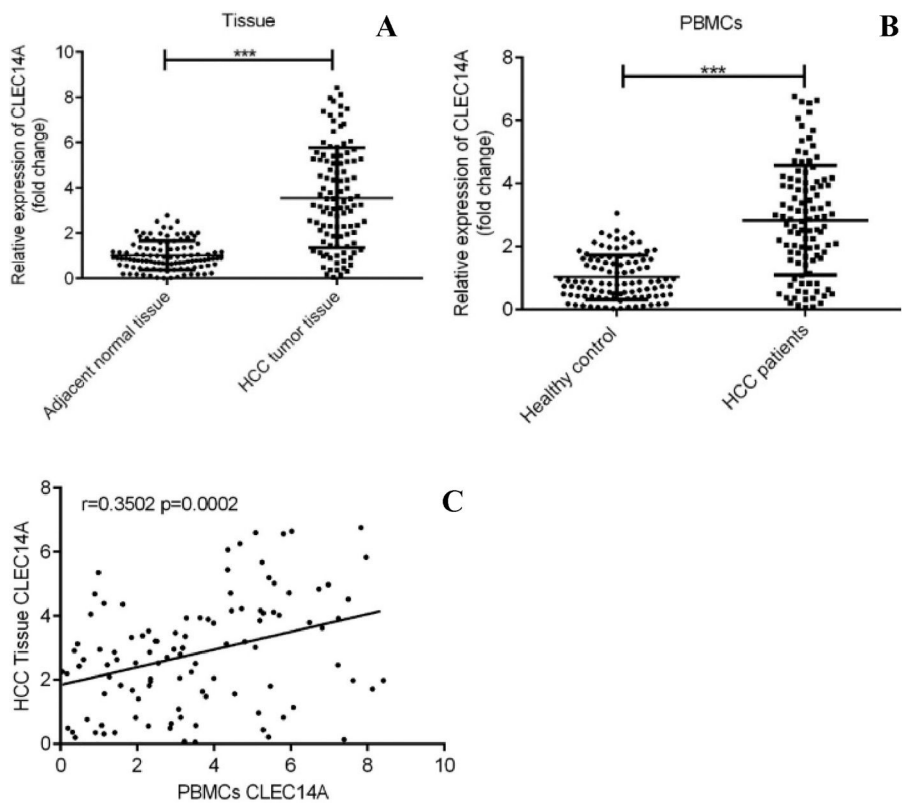 Tissue
A
***
10
8
6
4
2
0
Relative expression of CLEC14A
(fold change)
Adjacent normal tissue
HCC tumor tissue
PBMCs
B
***
8
6
4
2
0
Relative expression of CLEC14A
(fold change)
Healthy control
HCC patients
C
r=0.3502 p=0.0002
8
6
4
2
0
HCC Tissue CLEC14A
0 2 4 6 8 10
PBMCs CLEC14A